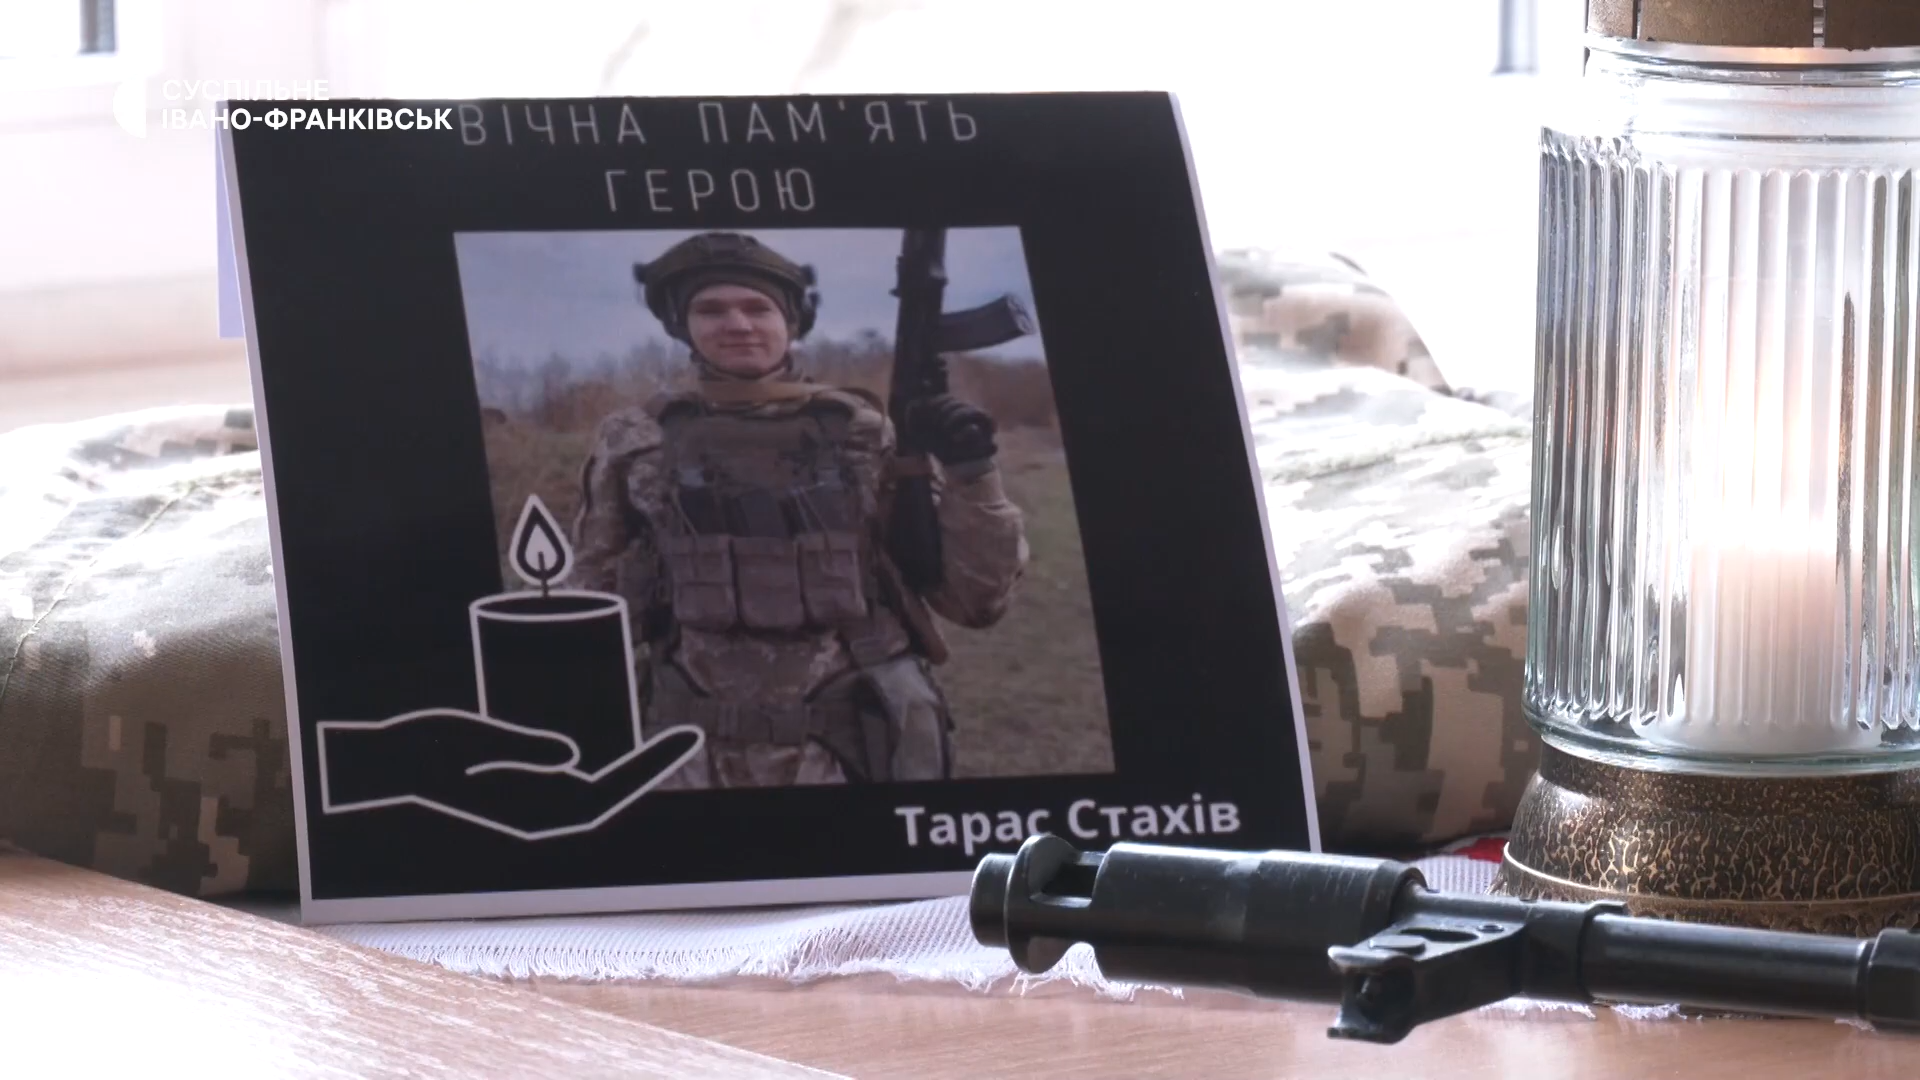 СУСПІЛЬНЕ
ІВАНО-ФРАНКІВСЬК
ВІЧНА ПАМ'ЯТЬ
ГЕРОЮ
Тарас Стахів